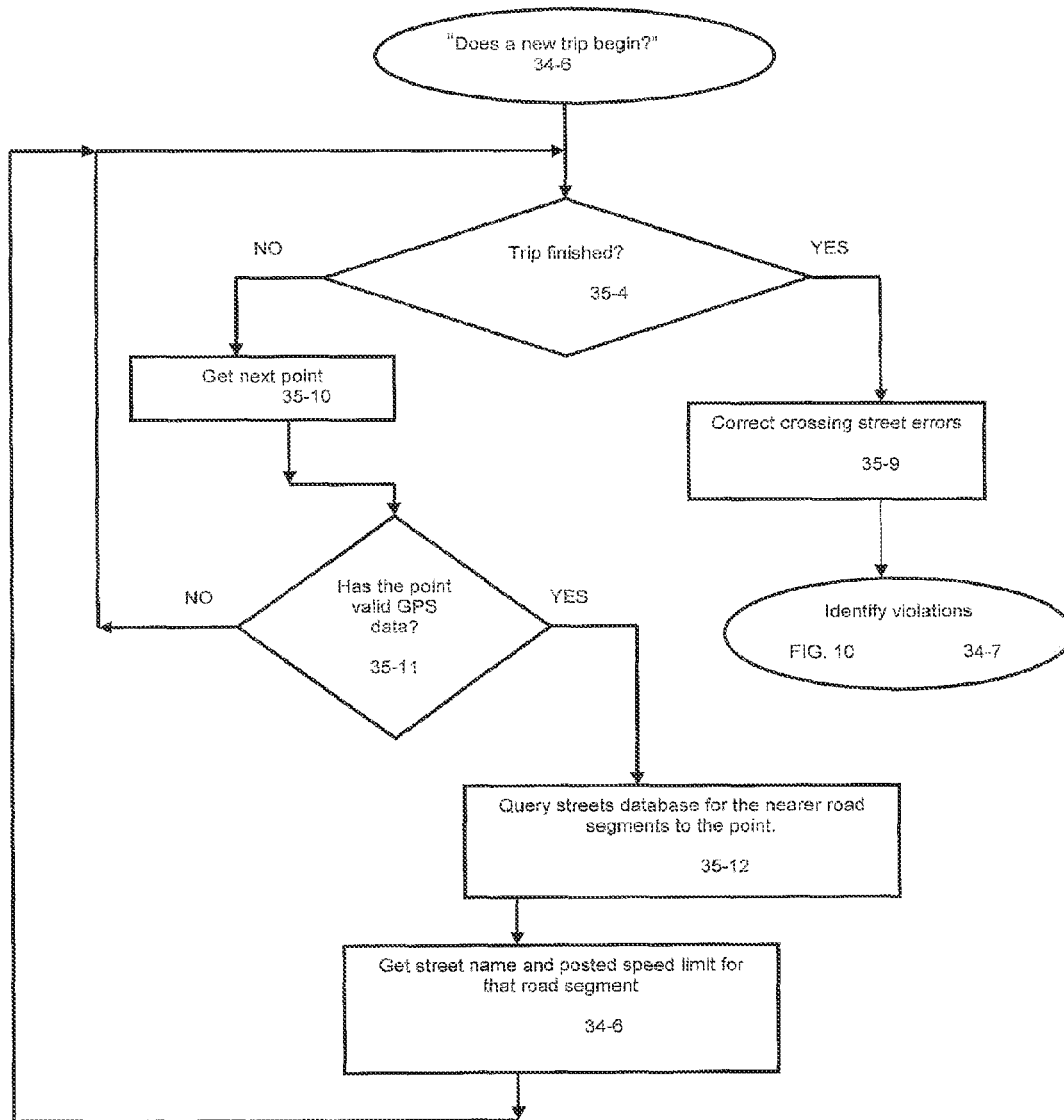 "Does a new trip begin?"
34-6
NO
YES
Trip finished?
35-4
Get next point
35-10
Correct crossing street errors
35-9
NO
YES
Has the point
valid GPS
data?
35-11
Identify violations
FIG. 10 34-7
Query streets database for the nearer road
segments to the point.
35-12
Get street name and posted speed limit for
that road segment
34-6